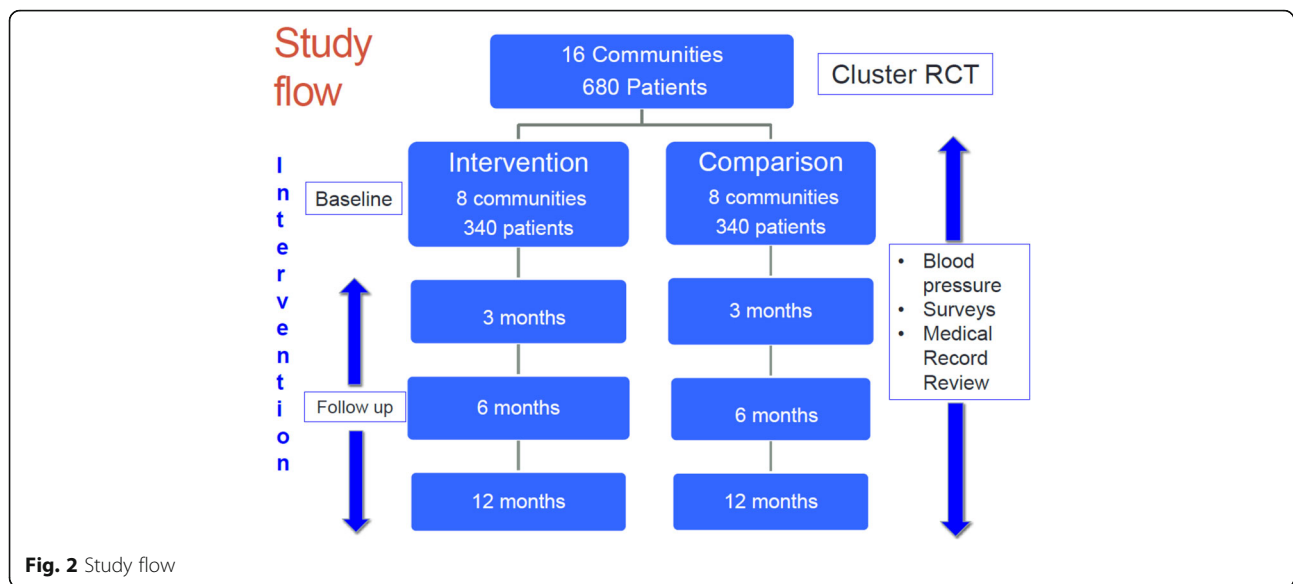 Study
flow
16 Communities
680 Patients
Cluster RCT
Intervention
Baseline
Intervention
8 communities
340 patients
Comparison
8 communities
340 patients
Follow up
3 months
6 months
12 months
3 months
6 months
12 months
• Blood
pressure
• Surveys
• Medical
Record
Review
Fig. 2 Study flow